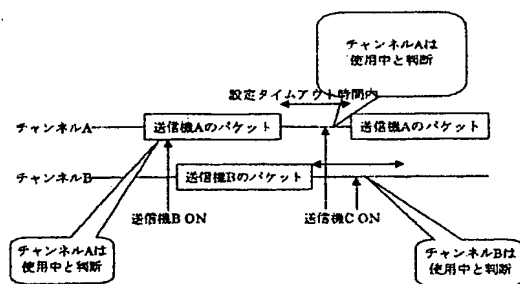 チャンネルAは
使用中と判断
設定タイムアウト時間内
チャンネルA
送信機Aのパケット
送信機Aのパケット
チャンネルB
送信機Bのパケット
送信機B ON
送信機C ON
チャンネルAは
使用中と判断
チャンネルBは
使用中と判断